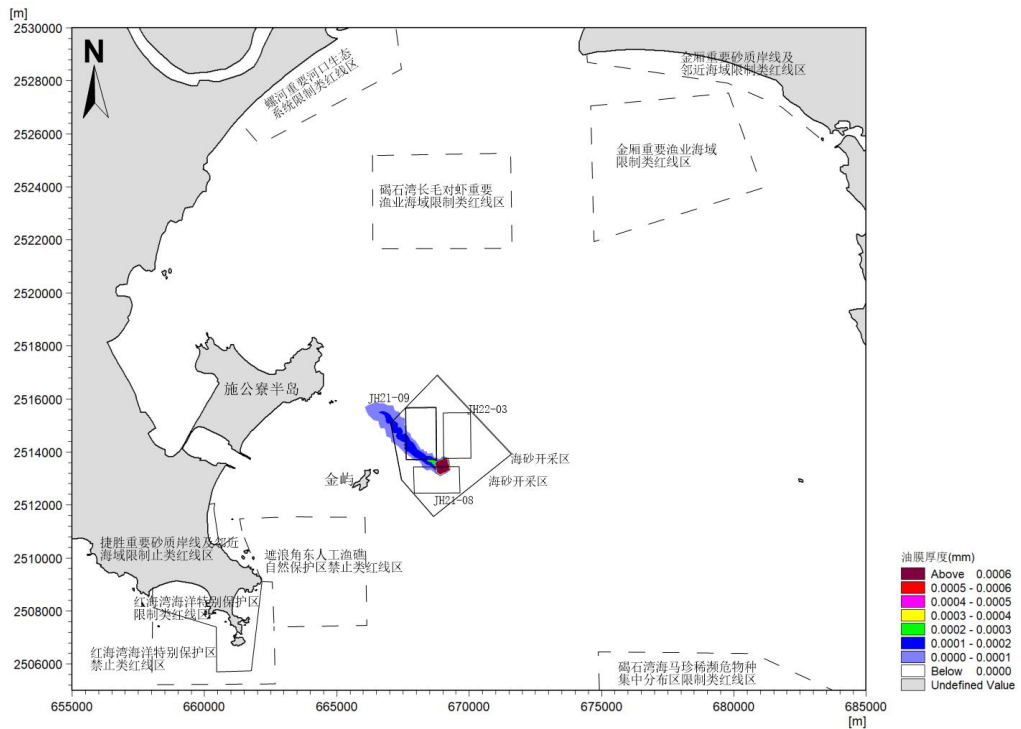 [m]
2530000
2528000
2526000
2524000
2522000
2520000
2518000
2516000
2514000
2512000
2510000
2508000
2506000
N
螺河重要河口生态
系统限制类红线区
金厢重要砂质岸线及
邻近海域限制类红线区
金厢重要渔业海域
限制类红线区
碣石湾长毛对虾重要
渔业海域限制类红线区
施公寮半岛
JH21-09
JH22-03
海砂开采区
海砂开采区
JH21-08
金屿
捷胜重要砂质岸线及邻近
海域限制止类红线区
遮浪角东人工渔礁
自然保护区禁止类红线区
红海湾海洋特别保护区
限制类红线区
红海湾海洋特别保护区
禁止类红线区
碣石湾海马珍稀濒危物种
集中分布区限制类红线区
655000 660000 665000 670000 675000 680000 685000
[m]
油膜厚度(mm)
Above 0.0006
0.0005 - 0.0006
0.0004 - 0.0005
0.0003 - 0.0004
0.0002 - 0.0003
0.0001 - 0.0002
0.0000 - 0.0001
Below 0.0000
Undefined Value